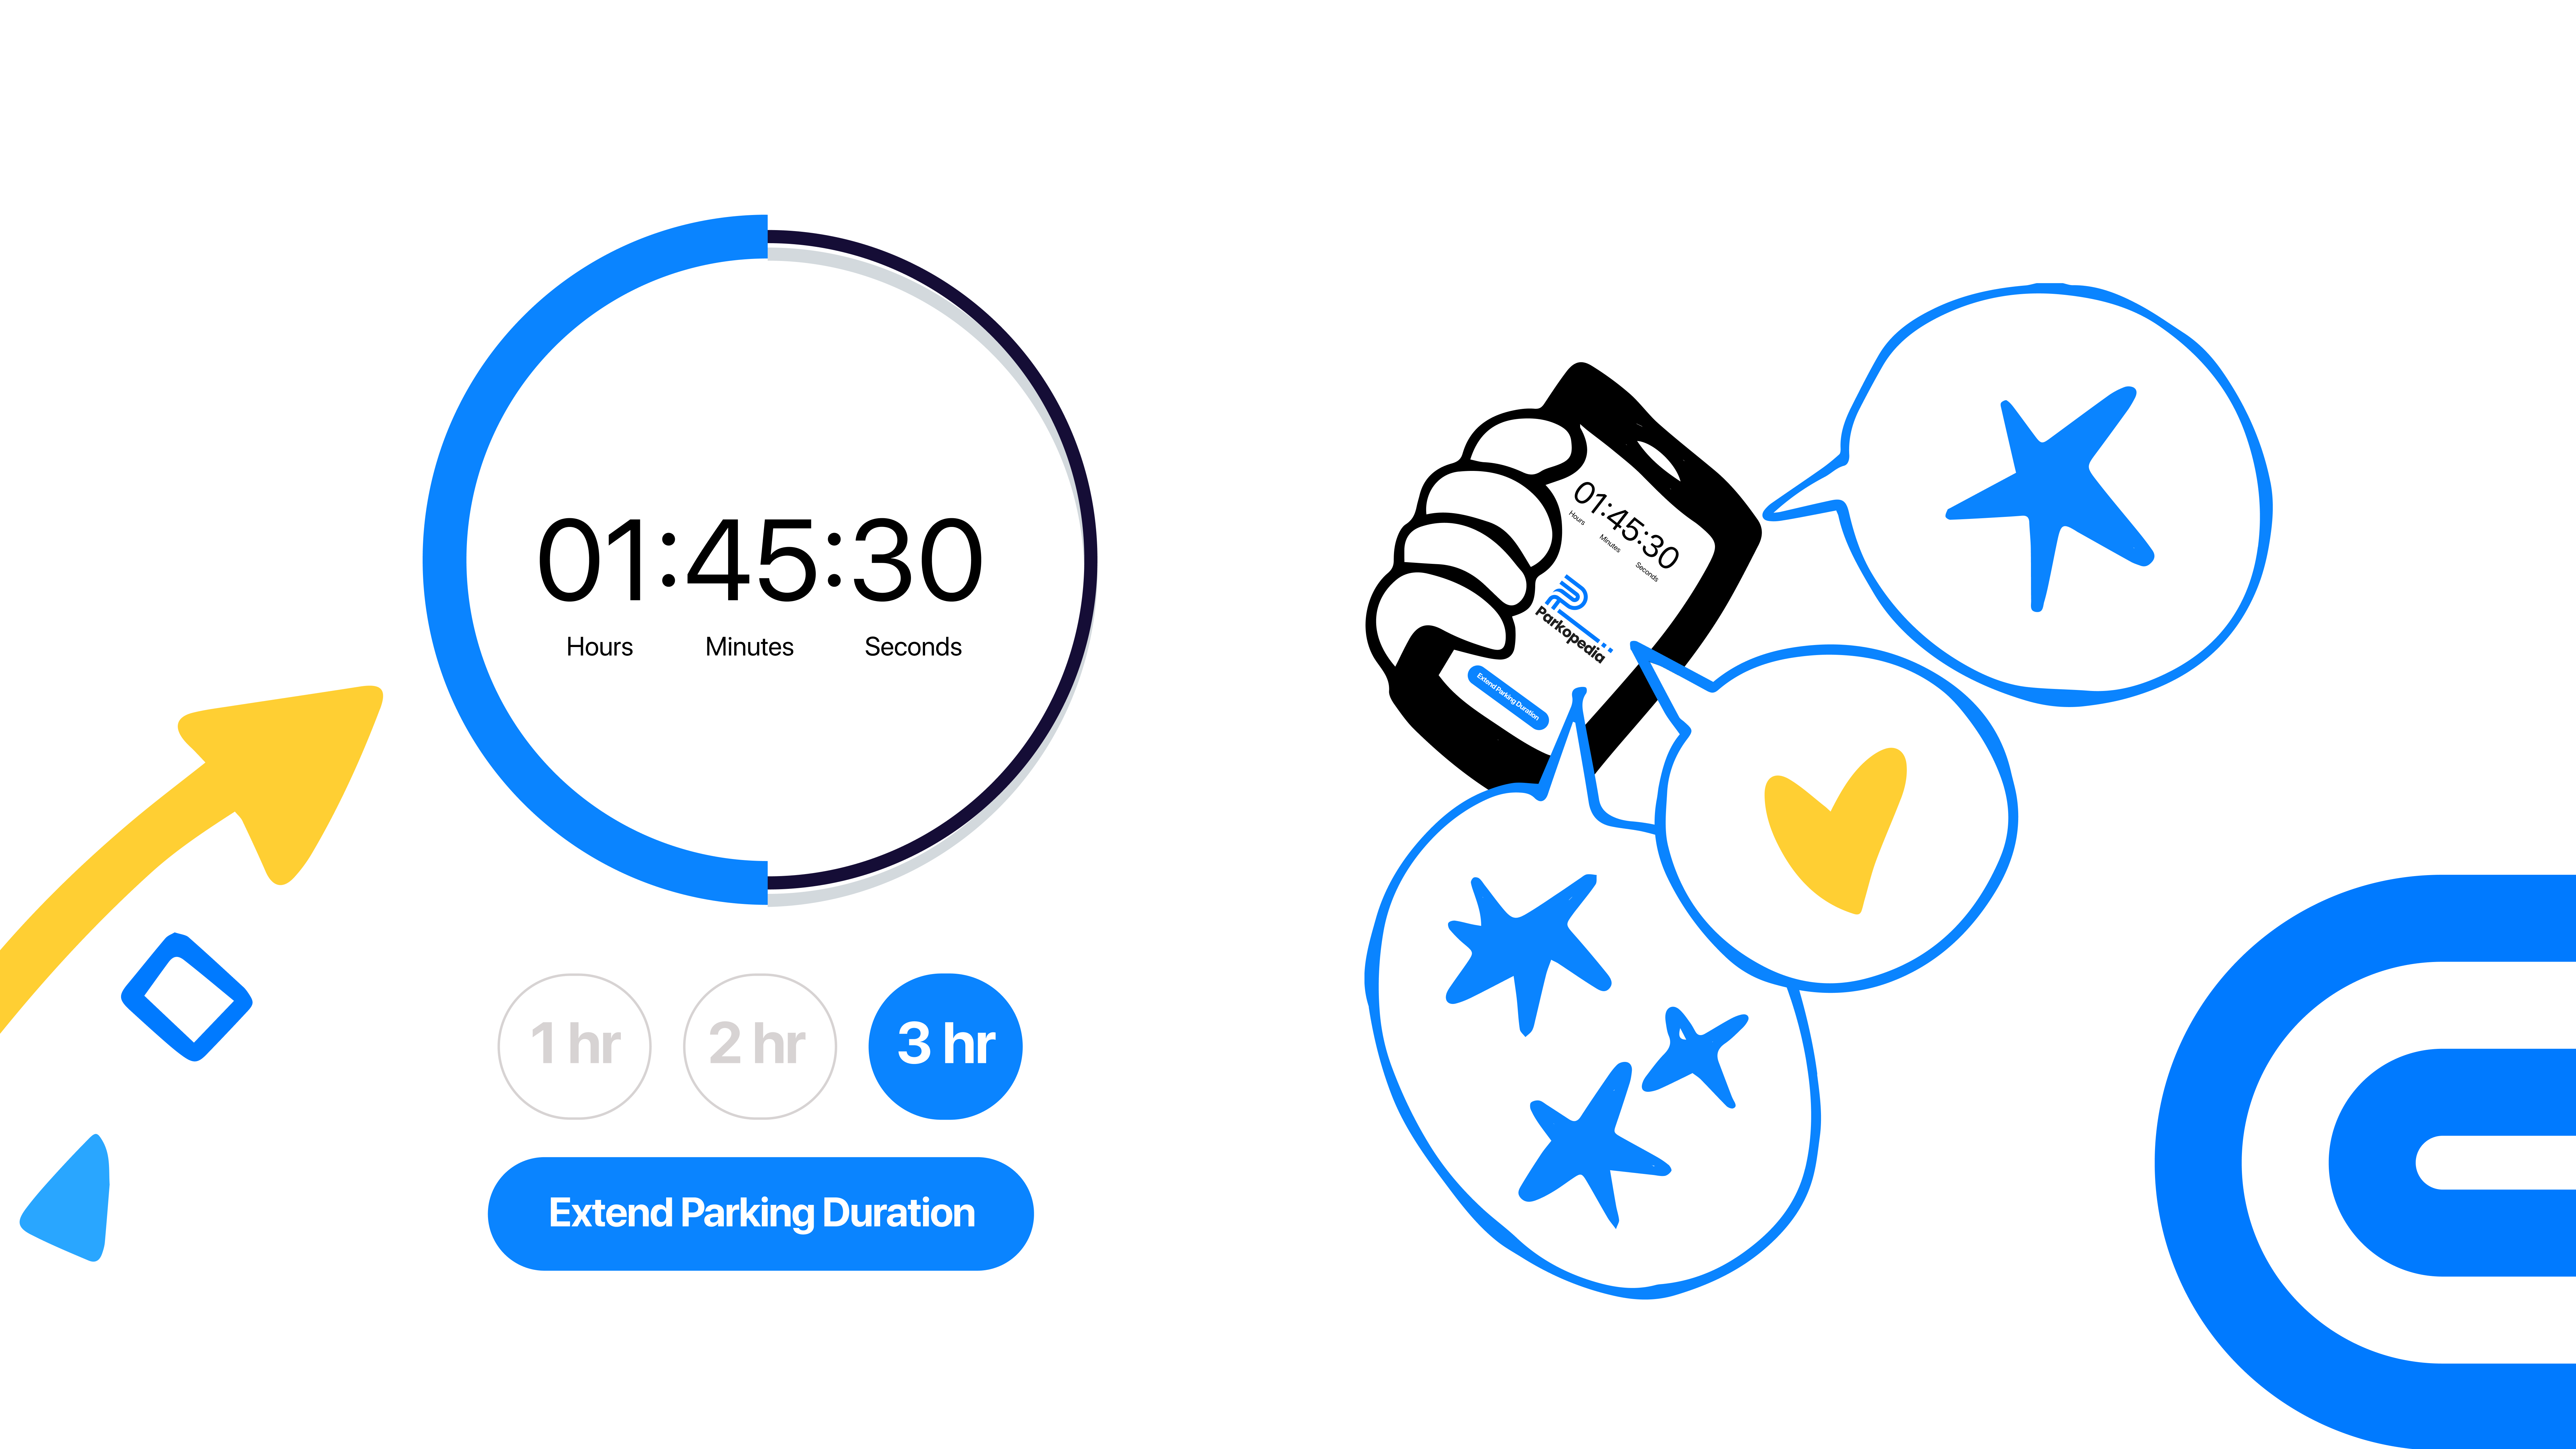 01:45:30
Hours Minutes Seconds
1 hr 2 hr 3 hr
Extend Parking Duration
01:45:30
Hours Minutes Seconds
Parkopedia
Extend Parking Duration